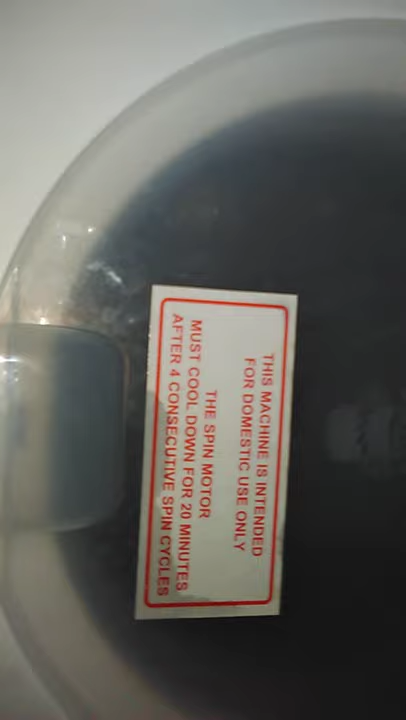 THIS MACHINE IS INTENDED
FOR DOMESTIC USE ONLY
THE SPIN MOTOR
MUST COOL DOWN FOR 20 MINUTES
AFTER 4 CONSECUTIVE SPIN CYCLES